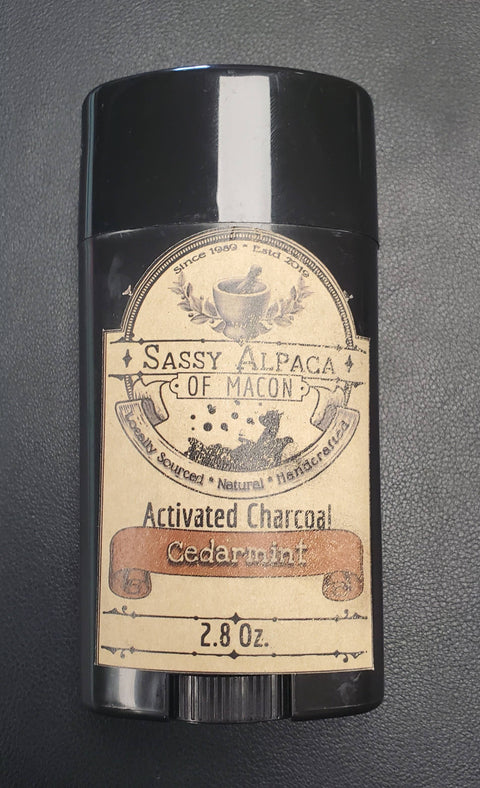 Since 1989 * Estd 2019
SASSY ALPACA
OF MACON
Locally Sourced * Natural * Handcrafted
Activated Charcoal
Cedarmint
2.8 Oz.